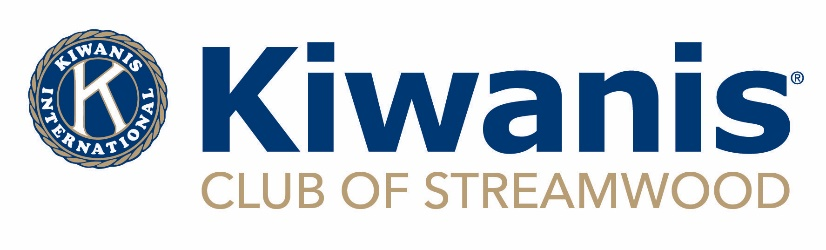 KIWANIS
K
INTERNATIONAL
Kiwanis®
CLUB OF STREAMWOOD